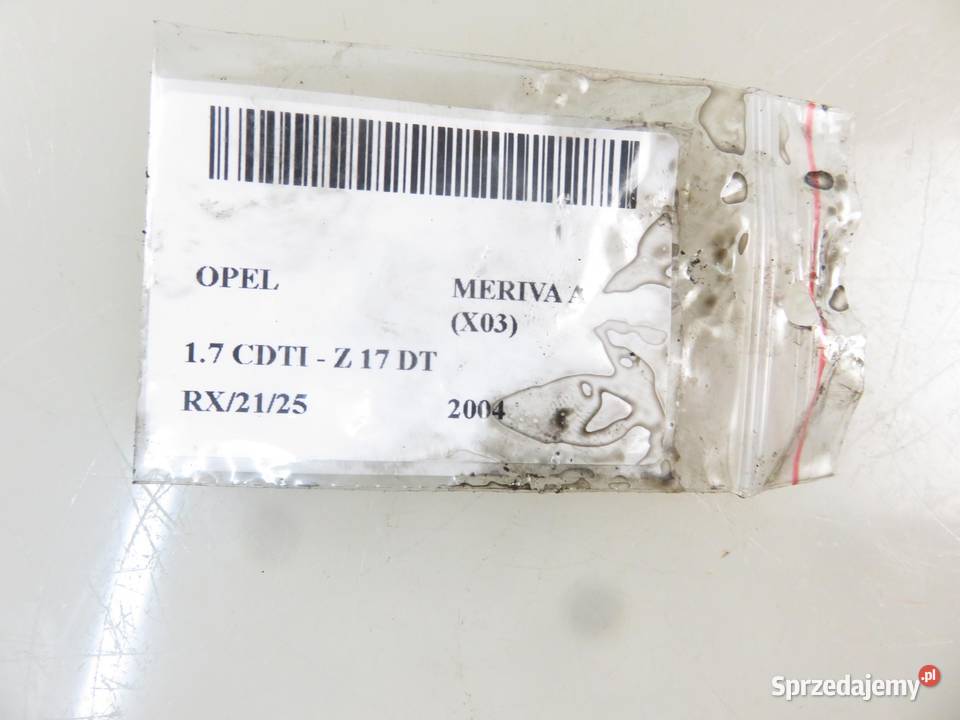 OPEL MERIVA A
(X03)
1.7 CDTI - Z 17 DT
RX/21/25 2004
Sprzedajemy.pl